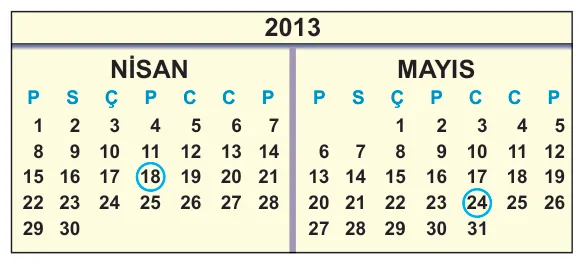 2013
NİSAN
P S Ç P C C P
1 2 3 4 5 6 7
8 9 10 11 12 13 14
15 16 17 18 19 20 21
22 23 24 25 26 27 28
29 30
MAYIS
P S Ç P C C P
1 2 3 4 5
6 7 8 9 10 11 12
13 14 15 16 17 18 19
20 21 22 23 24 25 26
27 28 29 30 31